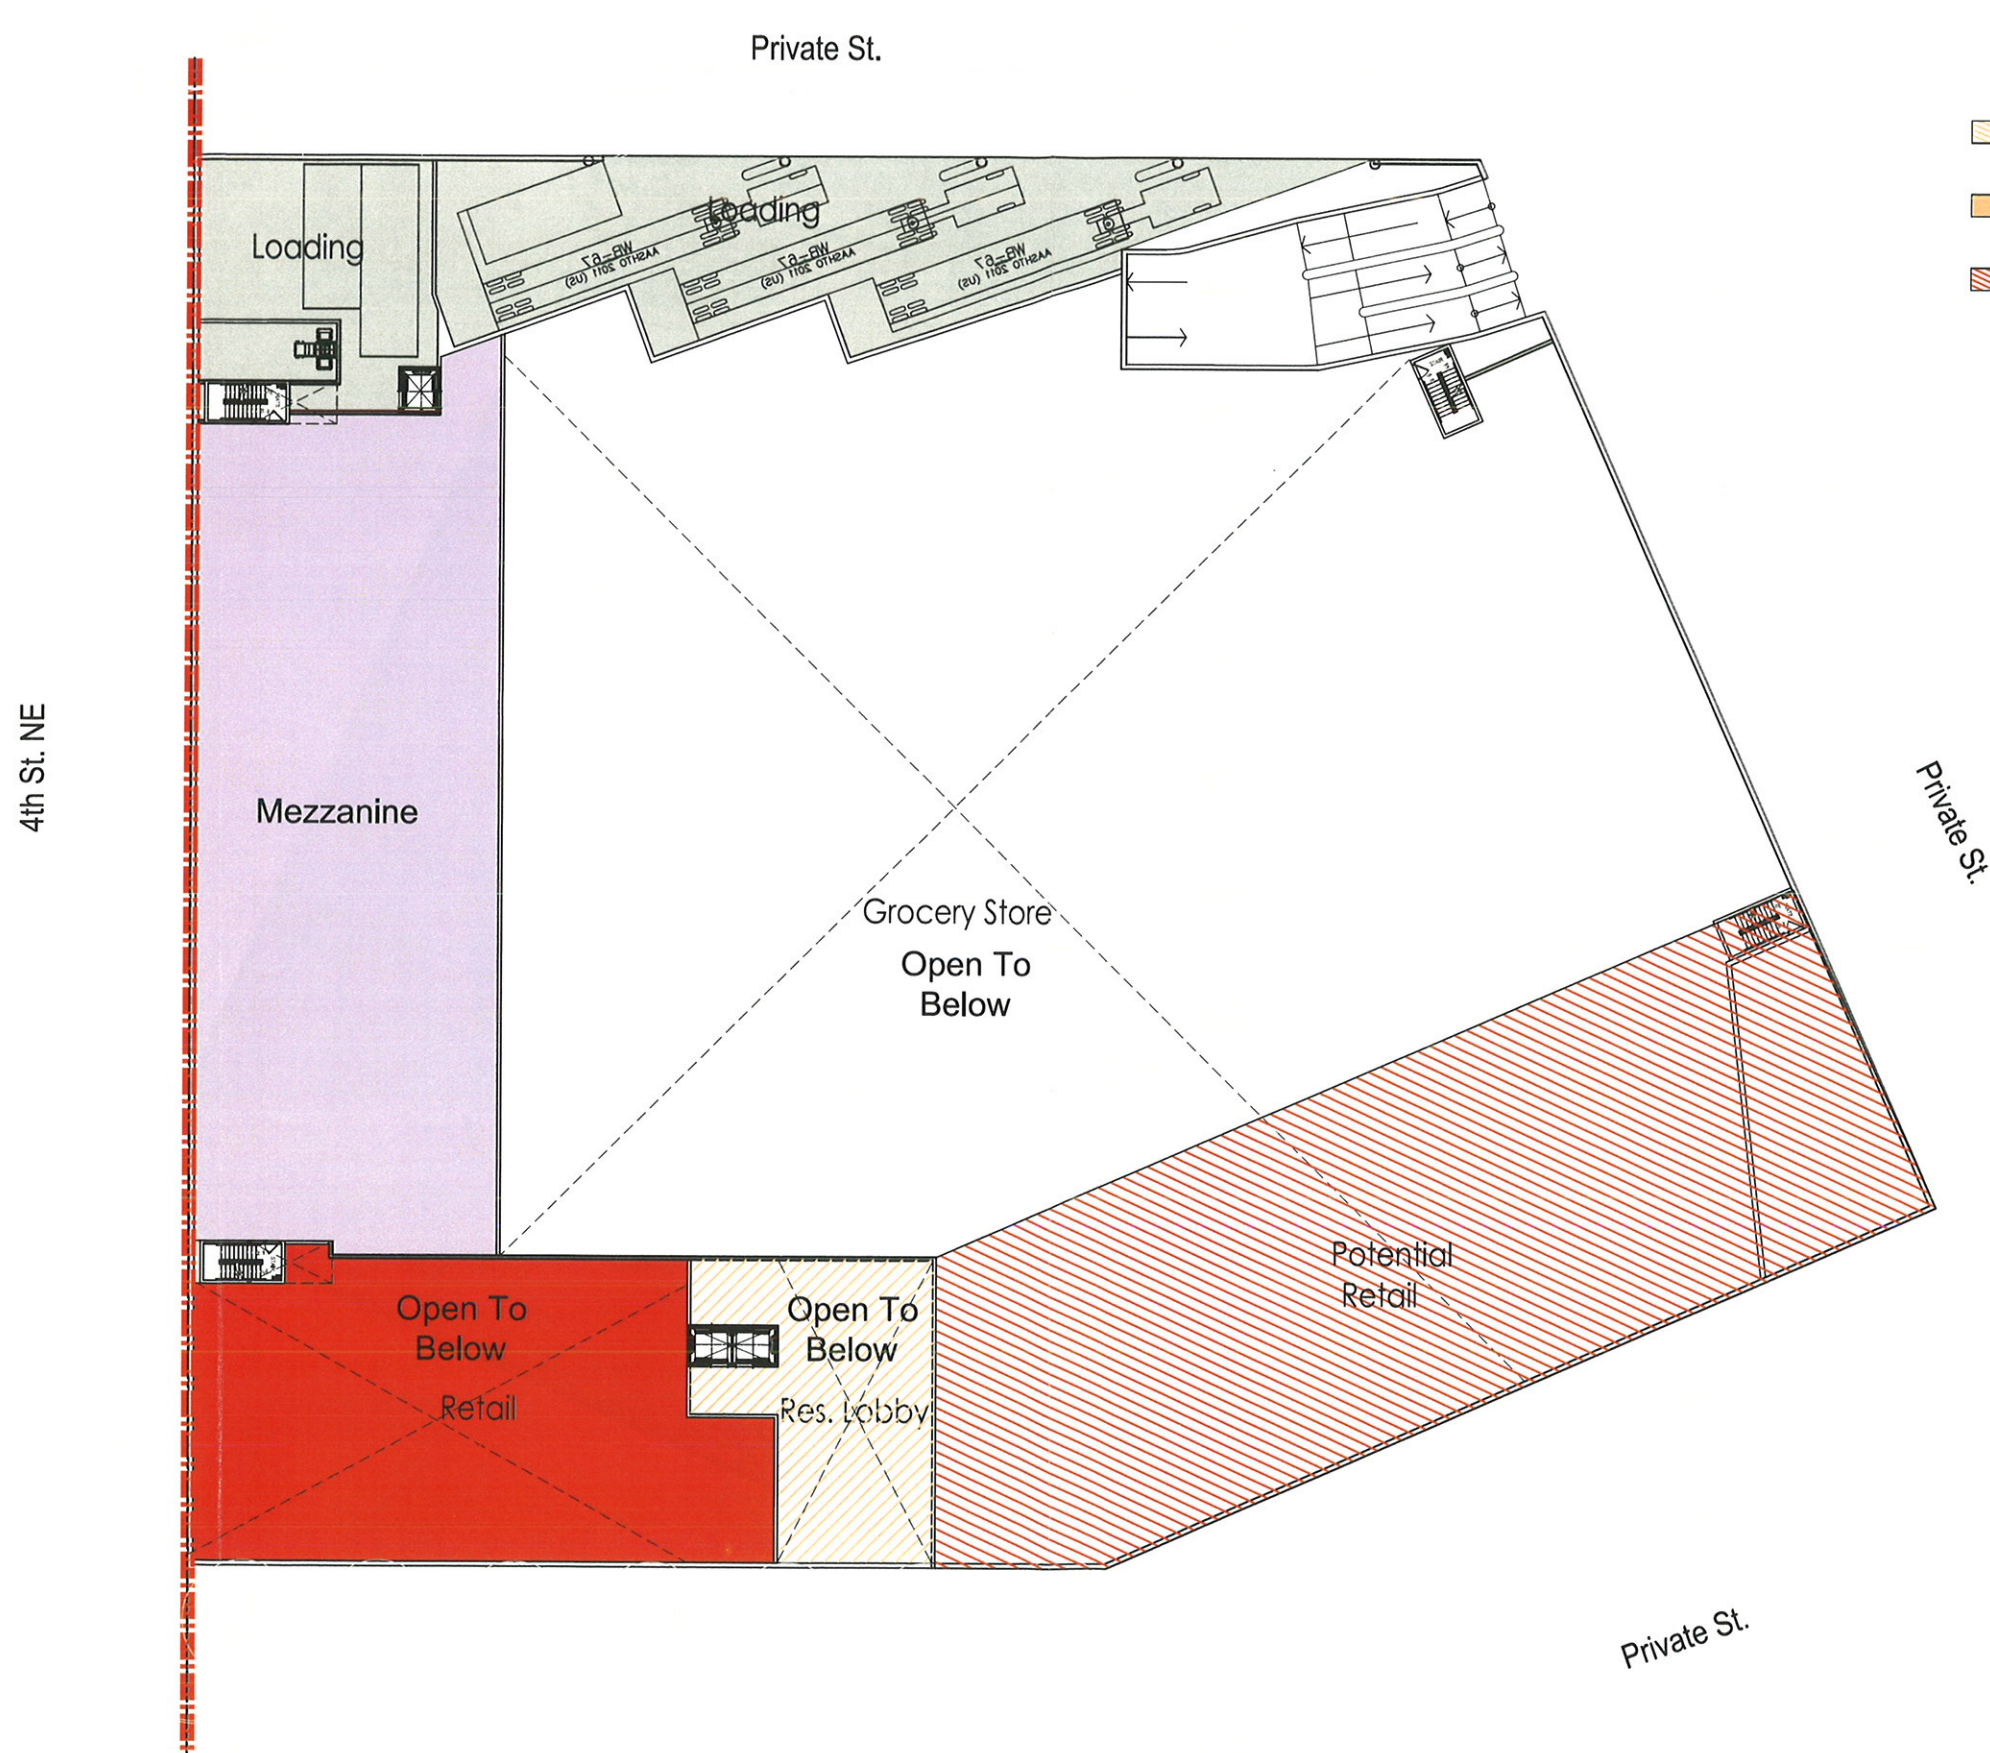 Private St.
Loading
Loading
WB-67
AASHTO 2011 (US)
WB-67
AASHTO 2011 (US)
WB-67
AASHTO 2011 (US)
4th St. NE
Mezzanine
Private St.
Grocery Store
Open To
Below
Potential
Retail
Open To
Below
Retail
Open To
Below
Res. Lobby
Private St.